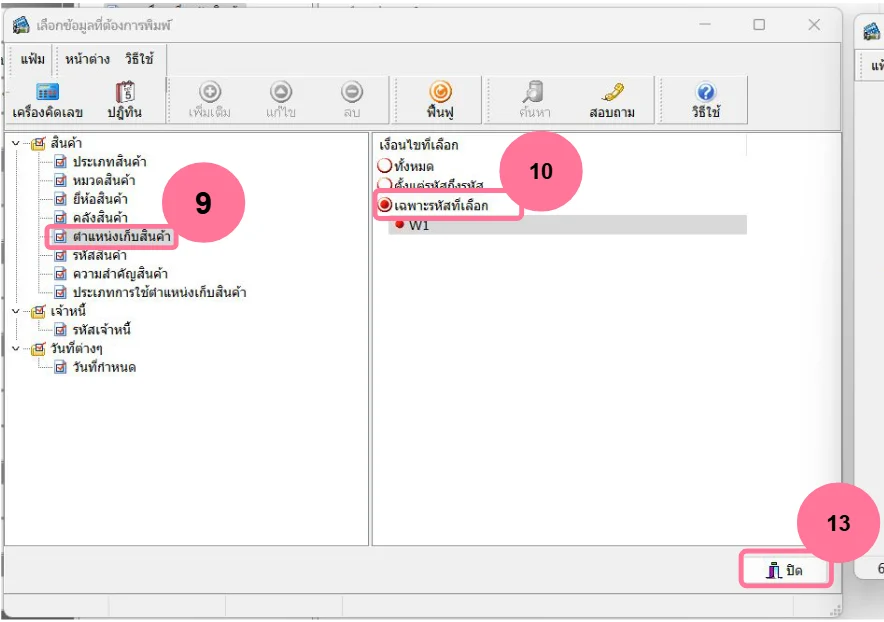 เลือกข้อมูลที่ต้องการพิมพ์
แฟ้ม หน้าต่าง วิธีใช้
เครื่องคิดเลข ปฏิทิน เพิ่มเติม แก้ไข ลบ ฟื้นฟู ค้นหา สอบถาม วิธีใช้
สินค้า
ประเภทสินค้า
หมวดสินค้า
ยี่ห้อสินค้า
คลังสินค้า
ตำแหน่งเก็บสินค้า
รหัสสินค้า
ความสำคัญสินค้า
ประเภทการใช้ตำแหน่งเก็บสินค้า
เจ้าหนี้
รหัสเจ้าหนี้
วันที่ต่างๆ
วันที่กำหนด
9
เงื่อนไขที่เลือก
ทั้งหมด
ตั้งแต่รหัสถึงรหัส
เฉพาะรหัสที่เลือก
W1
10
13
ปิด